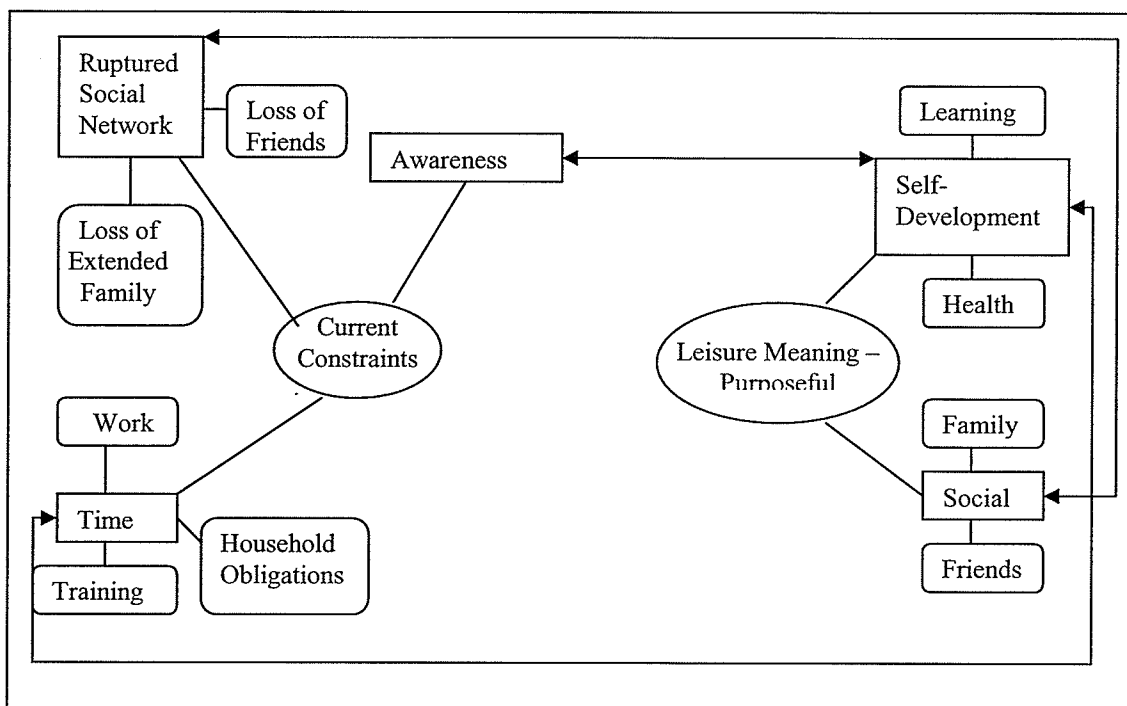 Ruptured
Social
Network
Loss of
Friends
Loss of
Extended
Family
Awareness
Learning
Self-
Development
Health
Current
Constraints
Leisure Meaning –
Purposeful
Work
Time
Training
Household
Obligations
Family
Social
Friends